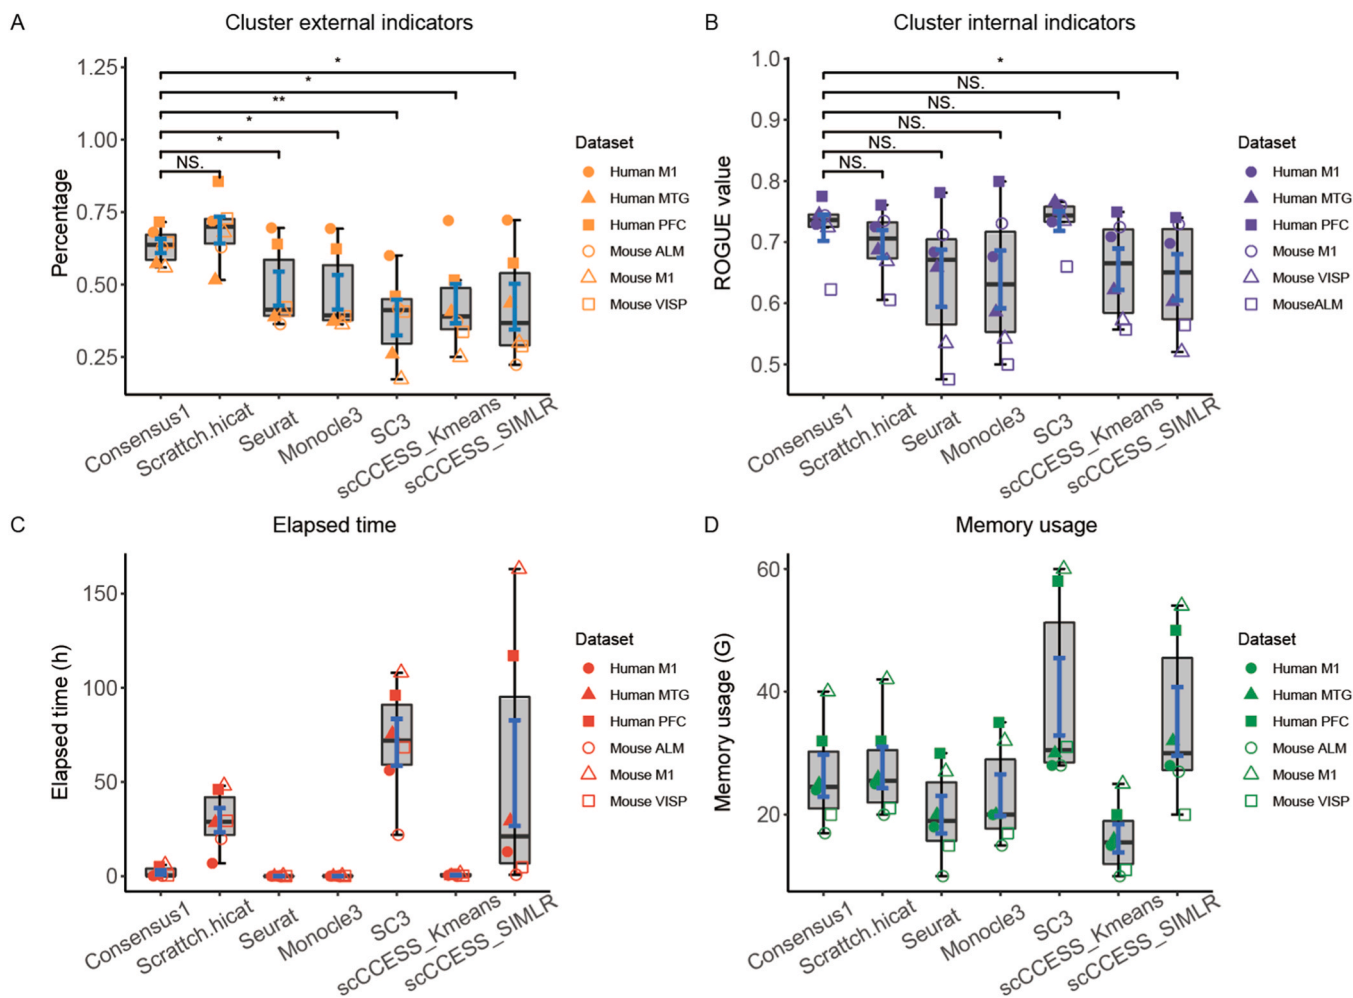 A
Cluster external indicators
Percentage
1.25
1.00
0.75
0.50
0.25
*
*
**
*
*
NS.
Consensus1
Scrattch.hicat
Seurat
Monocle3
SC3
scCCESS_Kmeans
scCCESS_SIMLR
Dataset
Human M1
Human MTG
Human PFC
Mouse ALM
Mouse M1
Mouse VISP
B
Cluster internal indicators
ROGUE value
1.0
0.9
0.8
0.7
0.6
0.5
*
NS.
NS.
NS.
NS.
NS.
Consensus1
Scrattch.hicat
Seurat
Monocle3
SC3
scCCESS_Kmeans
scCCESS_SIMLR
Dataset
Human M1
Human MTG
Human PFC
Mouse M1
Mouse VISP
MouseALM
C
Elapsed time
Elapsed time (h)
150
100
50
0
Consensus1
Scrattch.hicat
Seurat
Monocle3
SC3
scCCESS_Kmeans
scCCESS_SIMLR
Dataset
Human M1
Human MTG
Human PFC
Mouse ALM
Mouse M1
Mouse VISP
D
Memory usage
Memory usage (G)
60
40
20
Consensus1
Scrattch.hicat
Seurat
Monocle3
SC3
scCCESS_Kmeans
scCCESS_SIMLR
Dataset
Human M1
Human MTG
Human PFC
Mouse ALM
Mouse M1
Mouse VISP